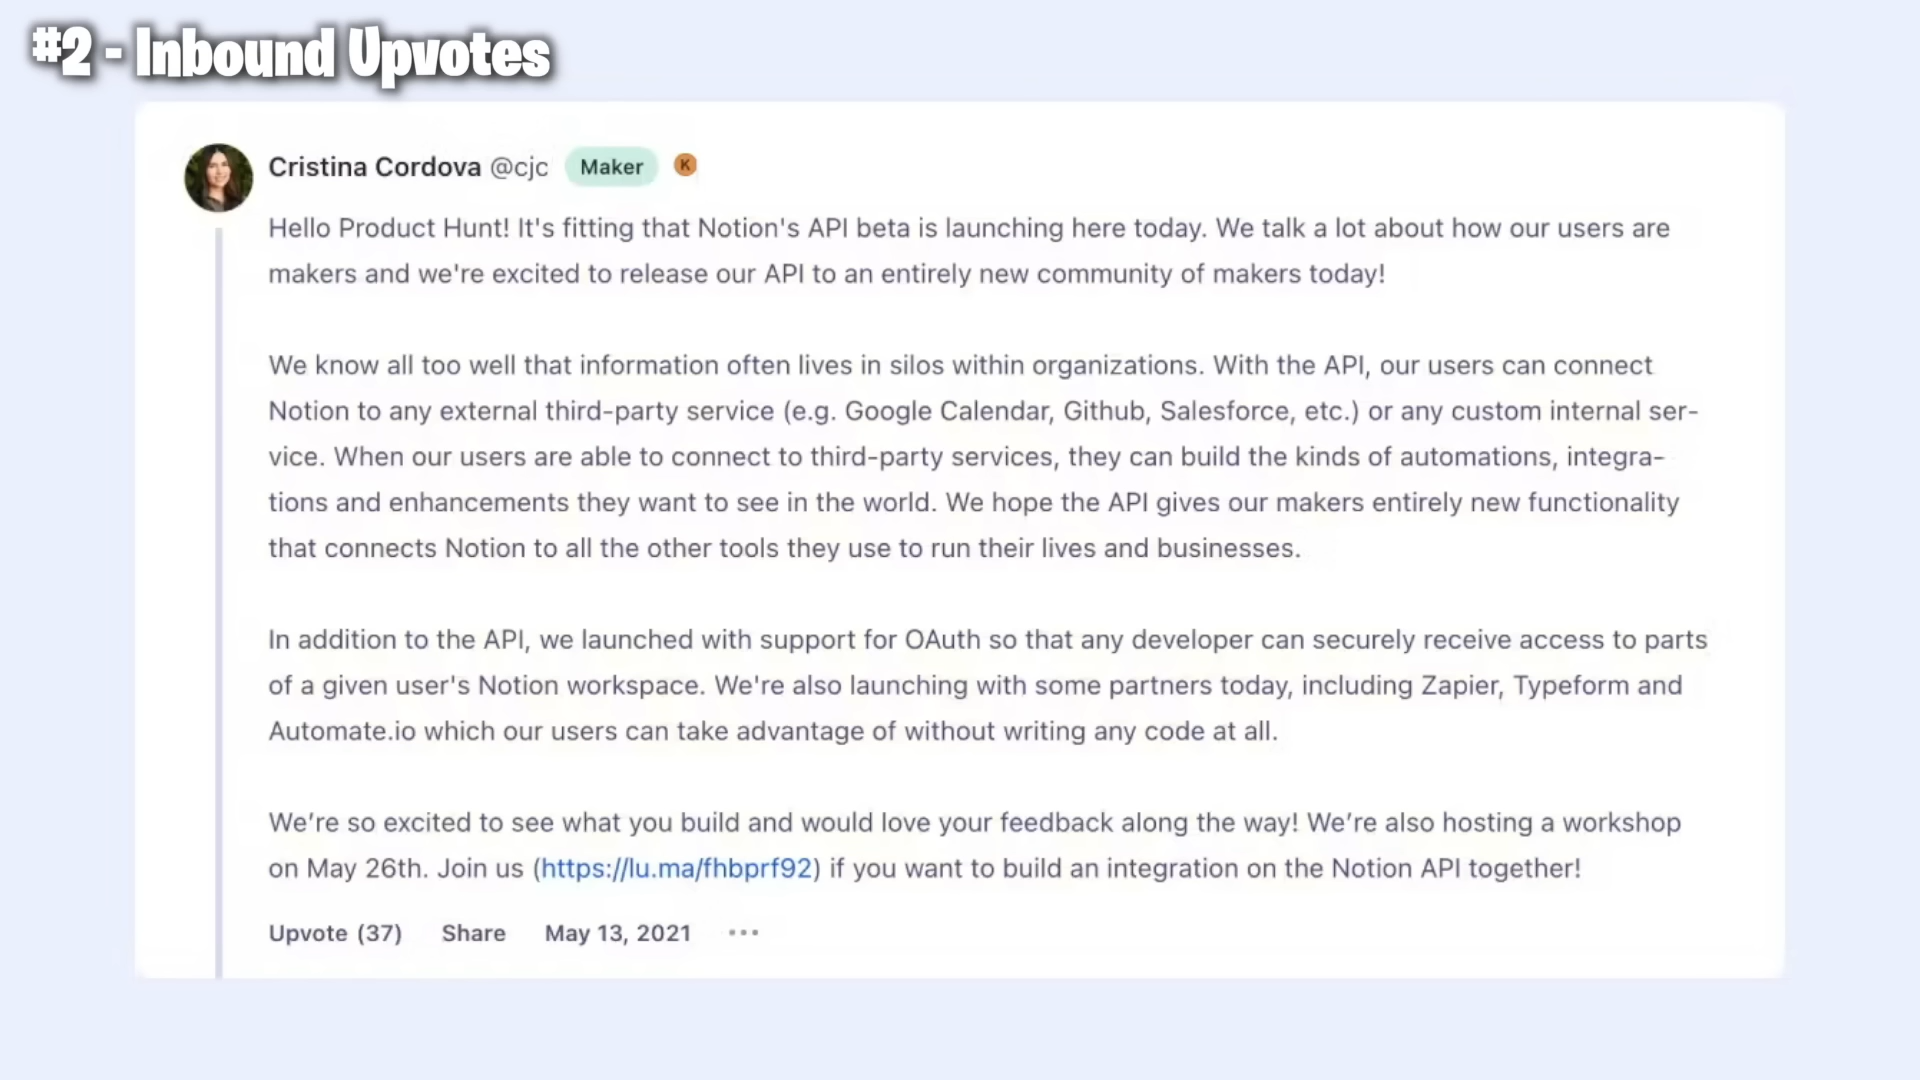 #2 - Inbound Upvotes
Cristina Cordova @cjc Maker K
Hello Product Hunt! It's fitting that Notion's API beta is launching here today. We talk a lot about how our users are
makers and we're excited to release our API to an entirely new community of makers today!
We know all too well that information often lives in silos within organizations. With the API, our users can connect
Notion to any external third-party service (e.g. Google Calendar, Github, Salesforce, etc.) or any custom internal ser-
vice. When our users are able to connect to third-party services, they can build the kinds of automations, integra-
tions and enhancements they want to see in the world. We hope the API gives our makers entirely new functionality
that connects Notion to all the other tools they use to run their lives and businesses.
In addition to the API, we launched with support for OAuth so that any developer can securely receive access to parts
of a given user's Notion workspace. We're also launching with some partners today, including Zapier, Typeform and
Automate.io which our users can take advantage of without writing any code at all.
We’re so excited to see what you build and would love your feedback along the way! We’re also hosting a workshop
on May 26th. Join us (https://lu.ma/fhbprf92) if you want to build an integration on the Notion API together!
Upvote (37) Share May 13, 2021 •••